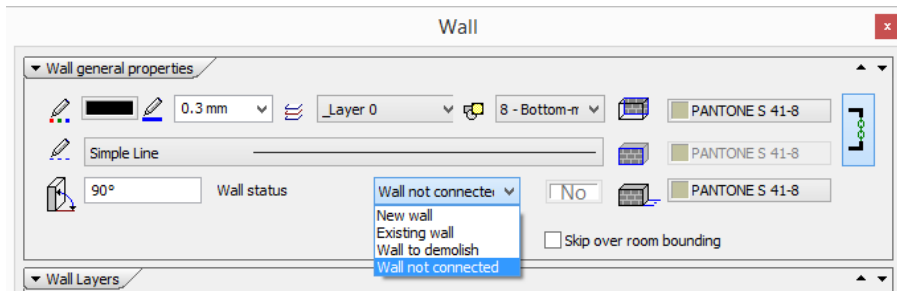 Wall
x
Wall general properties
0.3 mm
_Layer 0
8 - Bottom-m
PANTONE S 41-8
Simple Line
PANTONE S 41-8
90°
Wall status
Wall not connecte
No
PANTONE S 41-8
New wall
Existing wall
Wall to demolish
Wall not connected
Skip over room bounding
Wall Layers